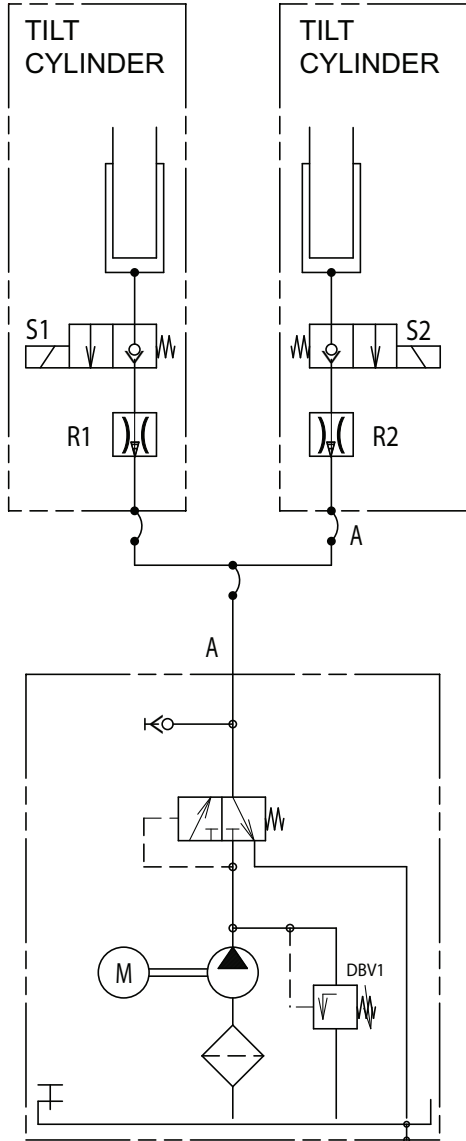 TILT
CYLINDER
TILT
CYLINDER
S1
S2
R1
R2
A
A
M
DBV1